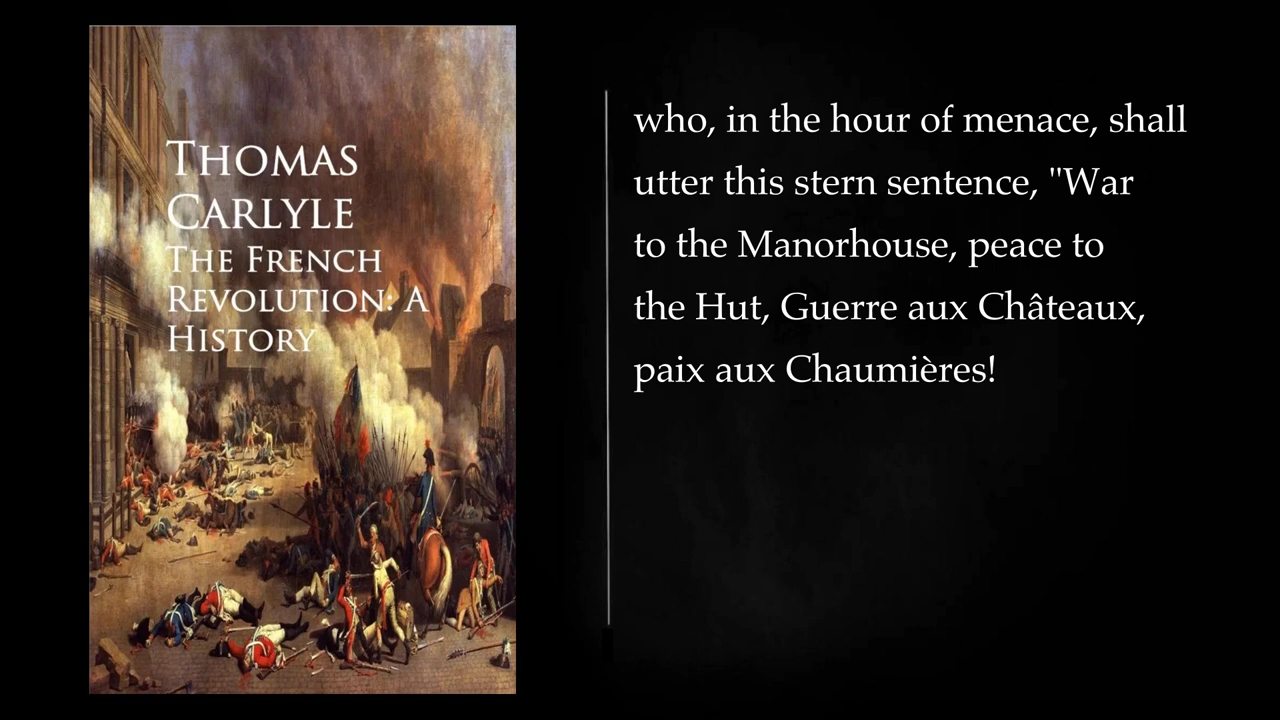 THOMAS
CARLYLE
THE FRENCH
REVOLUTION: A
HISTORY
who, in the hour of menace, shall
utter this stern sentence, "War
to the Manorhouse, peace to
the Hut, Guerre aux Châteaux,
paix aux Chaumières!